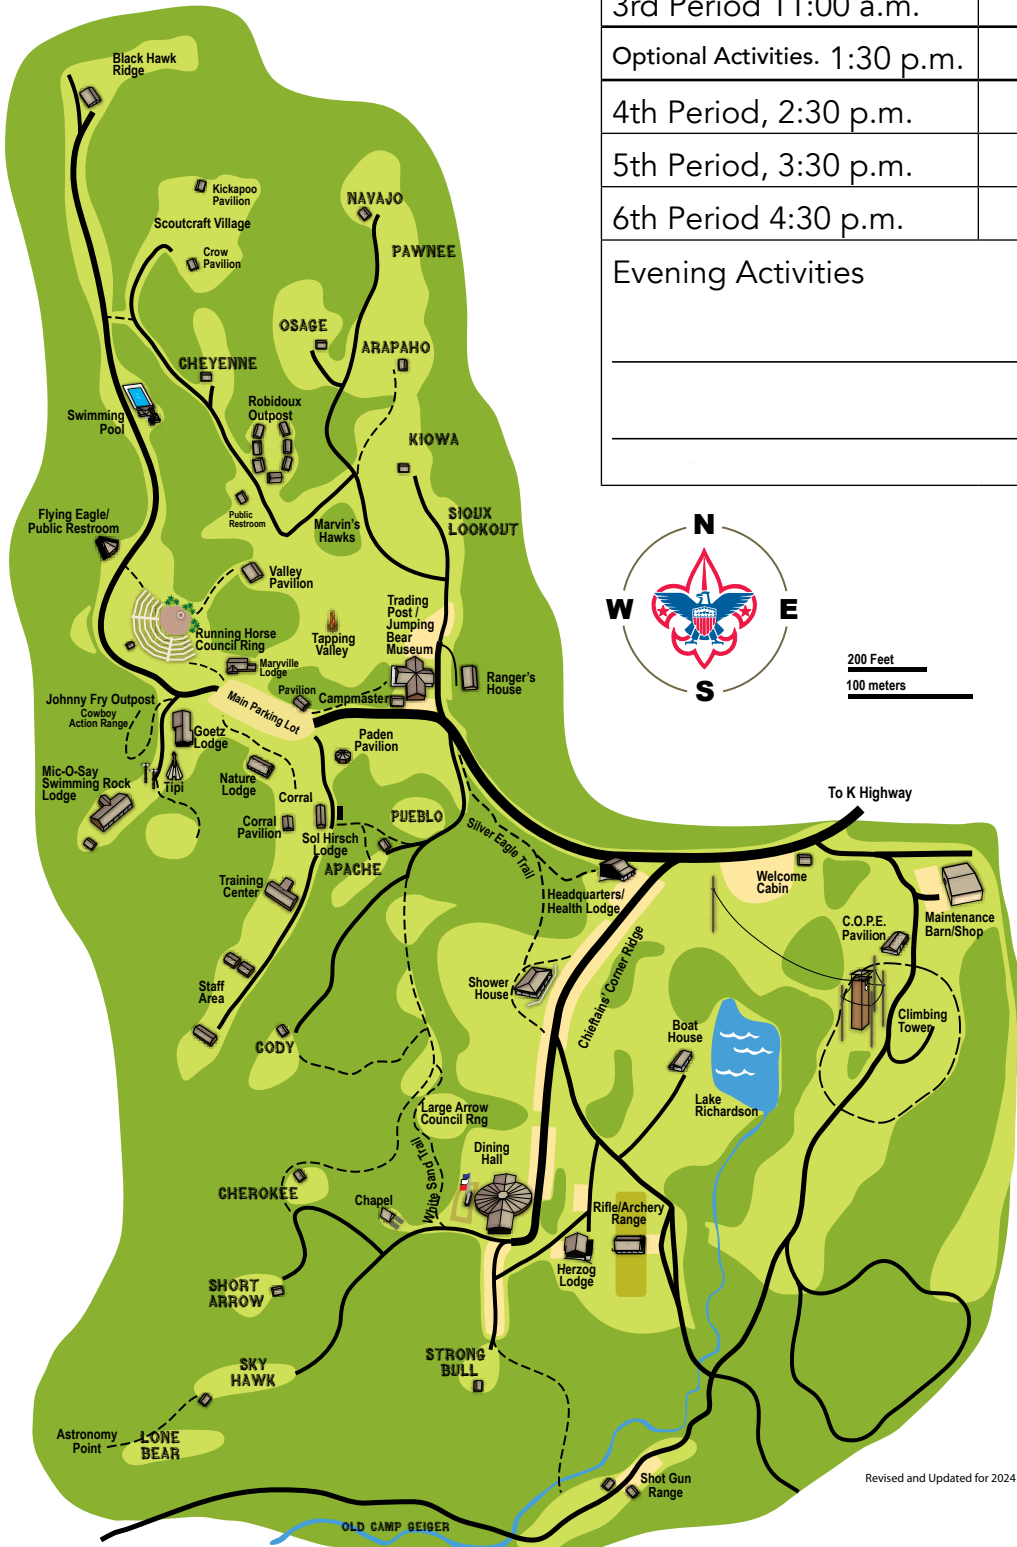 3rd Period 11:00 a.m.
Optional Activities. 1:30 p.m.
4th Period, 2:30 p.m.
5th Period, 3:30 p.m.
6th Period 4:30 p.m.
Evening Activities
Black Hawk
Ridge
Kickapoo
Pavilion
Scoutcraft Village
Crow
Pavilion
NAVAJO
PAWNEE
OSAGE
ARAPAHO
CHEYENNE
Robidoux
Outpost
Swimming
Pool
KIOWA
Public
Restroom
Marvin's
Hawks
SIOUX
LOOKOUT
Flying Eagle/
Public Restroom
Valley
Pavilion
Running Horse
Council Ring
Tapping
Valley
Trading
Post /
Jumping
Bear
Museum
Ranger's
House
Maryville
Lodge
Pavilion
Campmaster
Main Parking Lot
Johnny Fry Outpost
Cowboy
Action Range
Goetz
Lodge
Paden
Pavilion
Mic-O-Say
Swimming Rock
Lodge
Tipi
Nature
Lodge
Corral
Corral
Pavilion
Sol Hirsch
Lodge
PUEBLO
APACHE
Silver Eagle Trail
Training
Center
Headquarters/
Health Lodge
Welcome
Cabin
To K Highway
Maintenance
Barn/Shop
C.O.P.E.
Pavilion
Climbing
Tower
Staff
Area
Shower
House
Chieftains' Corner Ridge
CODY
Boat
House
Lake
Richardson
Large Arrow
Council Rng
White Sand Trail
Dining
Hall
CHEROKEE
Chapel
Rifle/Archery
Range
Herzog
Lodge
SHORT
ARROW
STRONG
BULL
SKY
HAWK
Astronomy
Point
LONE
BEAR
Shot Gun
Range
OLD CAMP GEIGER
N
W
E
S
200 Feet
100 meters
Revised and Updated for 2024